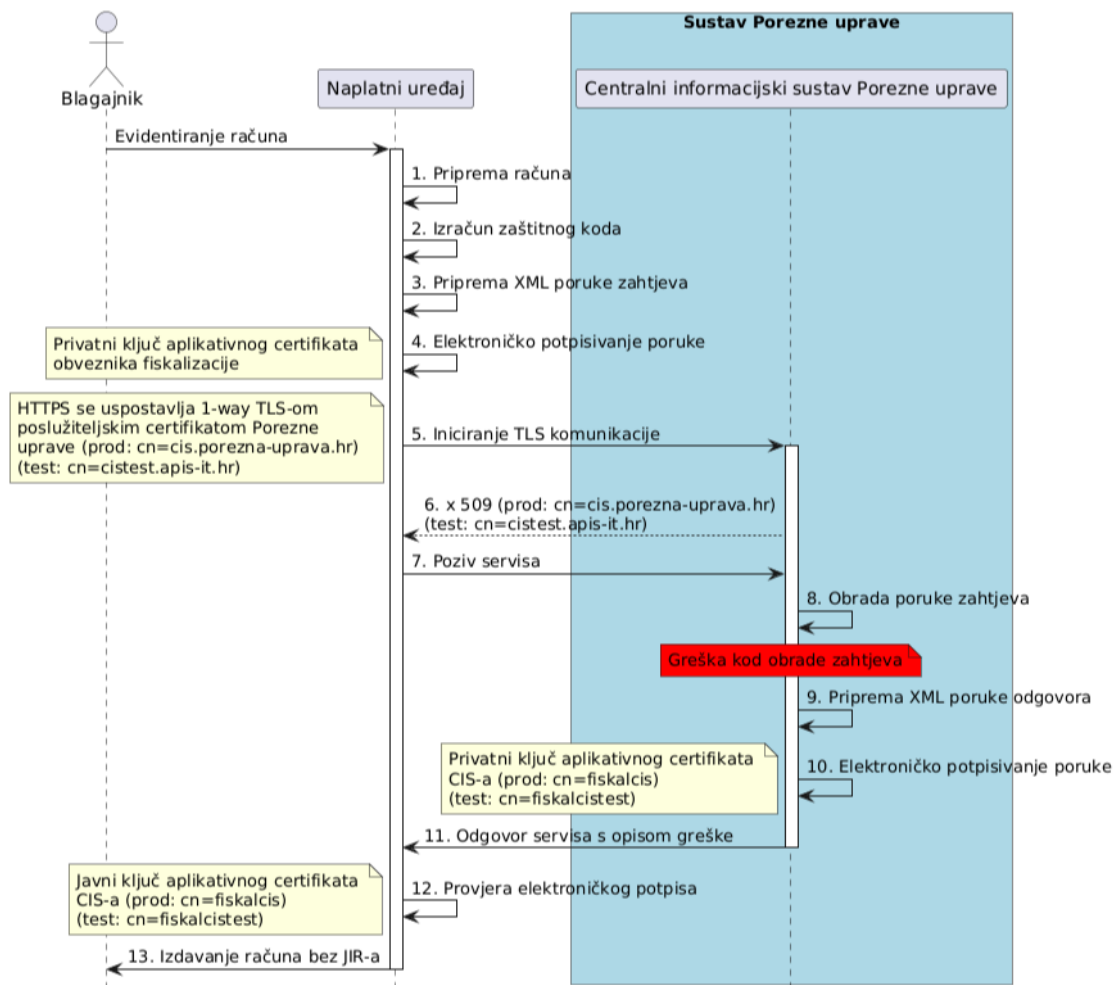 Sustav Porezne uprave
Blagajnik
Naplatni uređaj
Centralni informacijski sustav Porezne uprave
Evidentiranje računa
1. Priprema računa
2. Izračun zaštitnog koda
3. Priprema XML poruke zahtjeva
Privatni ključ aplikativnog certifikata
obveznika fiskalizacije
4. Elektroničko potpisivanje poruke
HTTPS se uspostavlja 1-way TLS-om
poslužiteljskim certifikatom Porezne
uprave (prod: cn=cis.porezna-uprava.hr)
(test: cn=cistest.apis-it.hr)
5. Iniciranje TLS komunikacije
6. x 509 (prod: cn=cis.porezna-uprava.hr)
(test: cn=cistest.apis-it.hr)
7. Poziv servisa
8. Obrada poruke zahtjeva
Greška kod obrade zahtjeva
9. Priprema XML poruke odgovora
Privatni ključ aplikativnog certifikata
CIS-a (prod: cn=fiskalcis)
(test: cn=fiskalcistest)
10. Elektroničko potpisivanje poruke
11. Odgovor servisa s opisom greške
Javni ključ aplikativnog certifikata
CIS-a (prod: cn=fiskalcis)
(test: cn=fiskalcistest)
12. Provjera elektroničkog potpisa
13. Izdavanje računa bez JIR-a